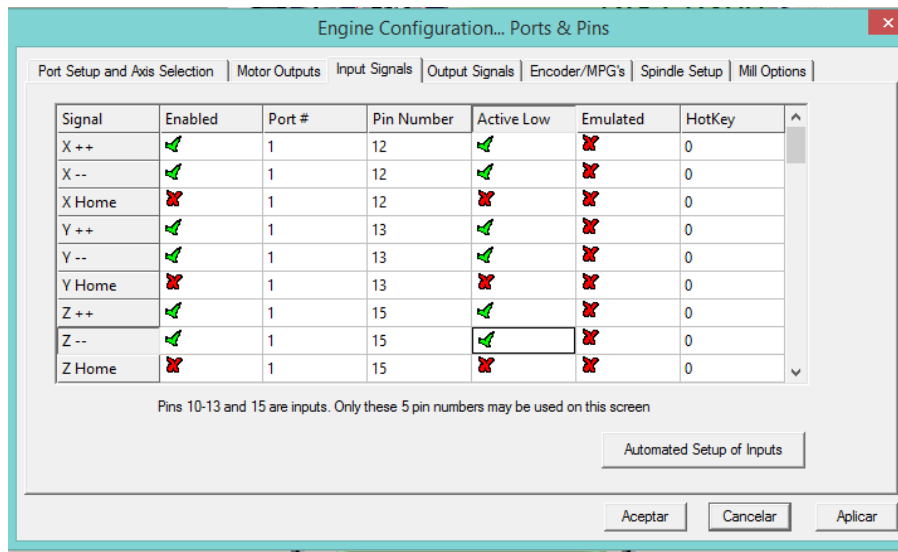 Engine Configuration... Ports & Pins
Port Setup and Axis Selection Motor Outputs Input Signals Output Signals Encoder/MPG's Spindle Setup Mill Options
Signal Enabled Port # Pin Number Active Low Emulated HotKey
X ++ 1 12 0
X -- 1 12 0
X Home 1 12 0
Y ++ 1 13 0
Y -- 1 13 0
Y Home 1 13 0
Z ++ 1 15 0
Z -- 1 15 0
Z Home 1 15 0
Pins 10-13 and 15 are inputs. Only these 5 pin numbers may be used on this screen
Automated Setup of Inputs
Aceptar Cancelar Aplicar